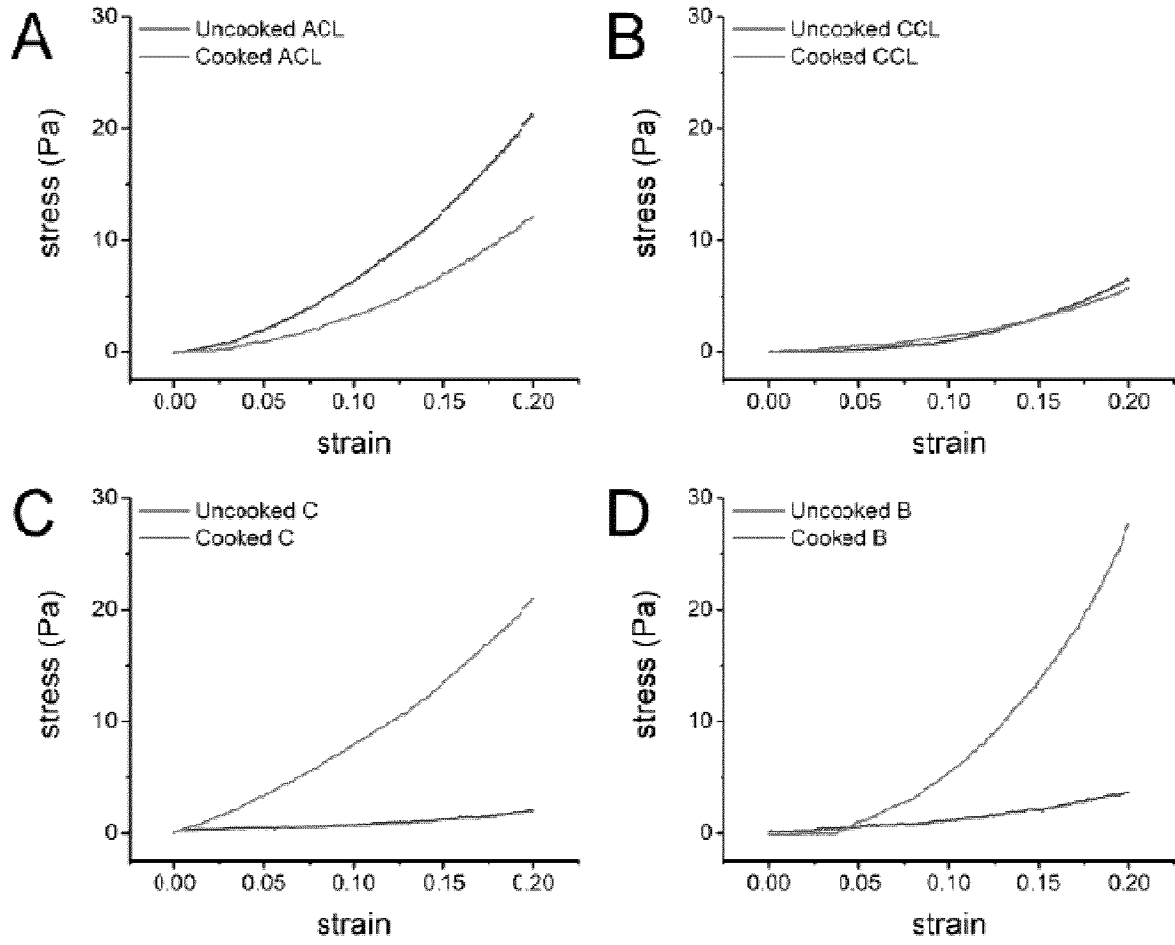 A
30
20
10
0
stress (Pa)
Uncooked ACL
Cooked ACL
0.00 0.05 0.10 0.15 0.20
strain
B
30
20
10
0
stress (Pa)
Uncooked CCL
Cooked CCL
0.00 0.05 0.10 0.15 0.20
strain
C
30
20
10
0
stress (Pa)
Uncooked C
Cooked C
0.00 0.05 0.10 0.15 0.20
strain
D
30
20
10
0
stress (Pa)
Uncooked B
Cooked B
0.00 0.05 0.10 0.15 0.20
strain